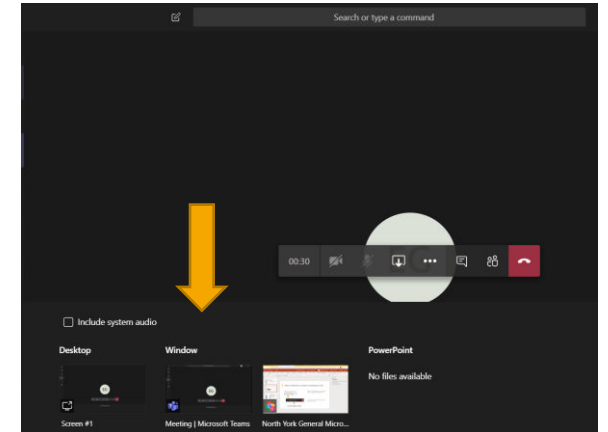 Search or type a command
00:30
Include system audio
Desktop
Window
PowerPoint
No files available
Screen #1
Meeting | Microsoft Teams
North York General Micro...